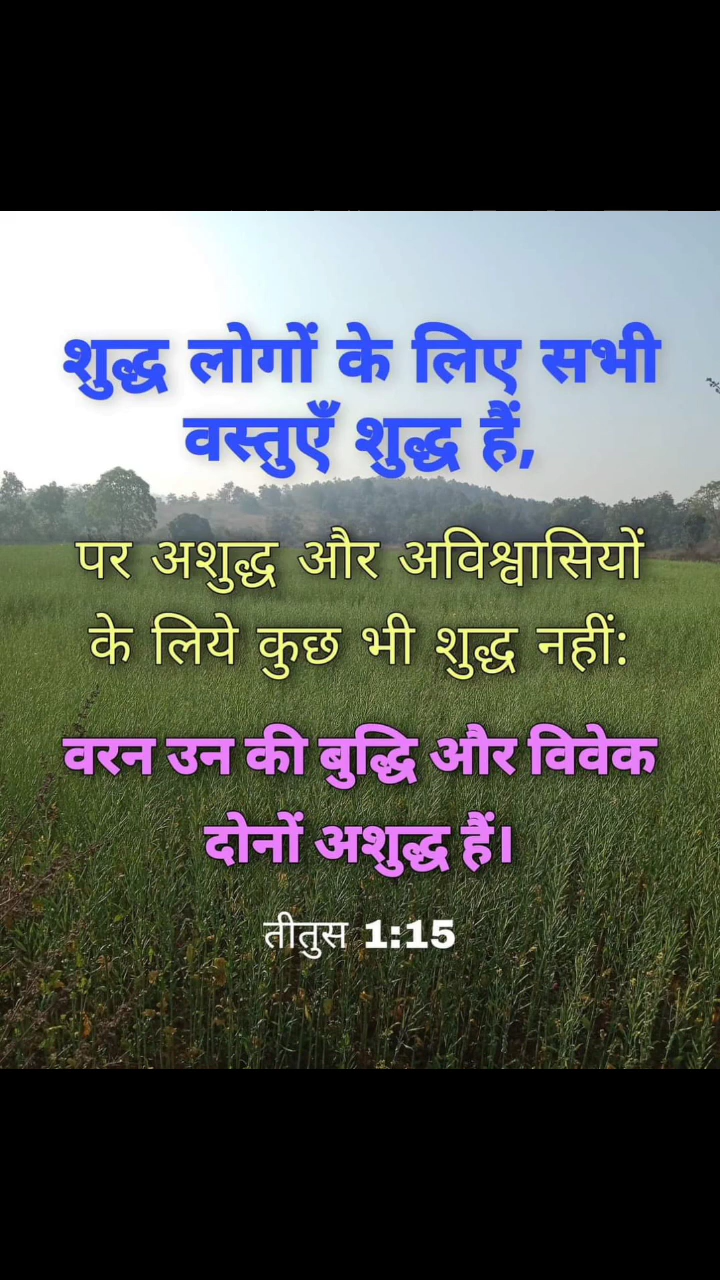 शुद्ध लोगों के लिए सभी
वस्तुएँ शुद्ध हैं,
पर अशुद्ध और अविश्वासियों
के लिये कुछ भी शुद्ध नहीं:
वरन उन की बुद्धि और विवेक
दोनों अशुद्ध हैं।
तीतुस 1:15